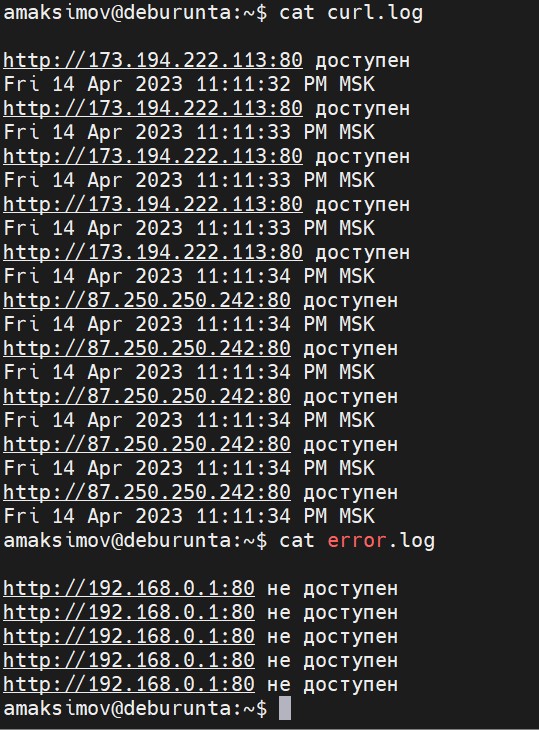 amaksimov@deburunta:~$ cat curl.log
http://173.194.222.113:80 доступен
Fri 14 Apr 2023 11:11:32 PM MSK
http://173.194.222.113:80 доступен
Fri 14 Apr 2023 11:11:33 PM MSK
http://173.194.222.113:80 доступен
Fri 14 Apr 2023 11:11:33 PM MSK
http://173.194.222.113:80 доступен
Fri 14 Apr 2023 11:11:33 PM MSK
http://173.194.222.113:80 доступен
Fri 14 Apr 2023 11:11:34 PM MSK
http://87.250.250.242:80 доступен
Fri 14 Apr 2023 11:11:34 PM MSK
http://87.250.250.242:80 доступен
Fri 14 Apr 2023 11:11:34 PM MSK
http://87.250.250.242:80 доступен
Fri 14 Apr 2023 11:11:34 PM MSK
http://87.250.250.242:80 доступен
Fri 14 Apr 2023 11:11:34 PM MSK
http://87.250.250.242:80 доступен
Fri 14 Apr 2023 11:11:34 PM MSK
amaksimov@deburunta:~$ cat error.log
http://192.168.0.1:80 не доступен
http://192.168.0.1:80 не доступен
http://192.168.0.1:80 не доступен
http://192.168.0.1:80 не доступен
http://192.168.0.1:80 не доступен
amaksimov@deburunta:~$